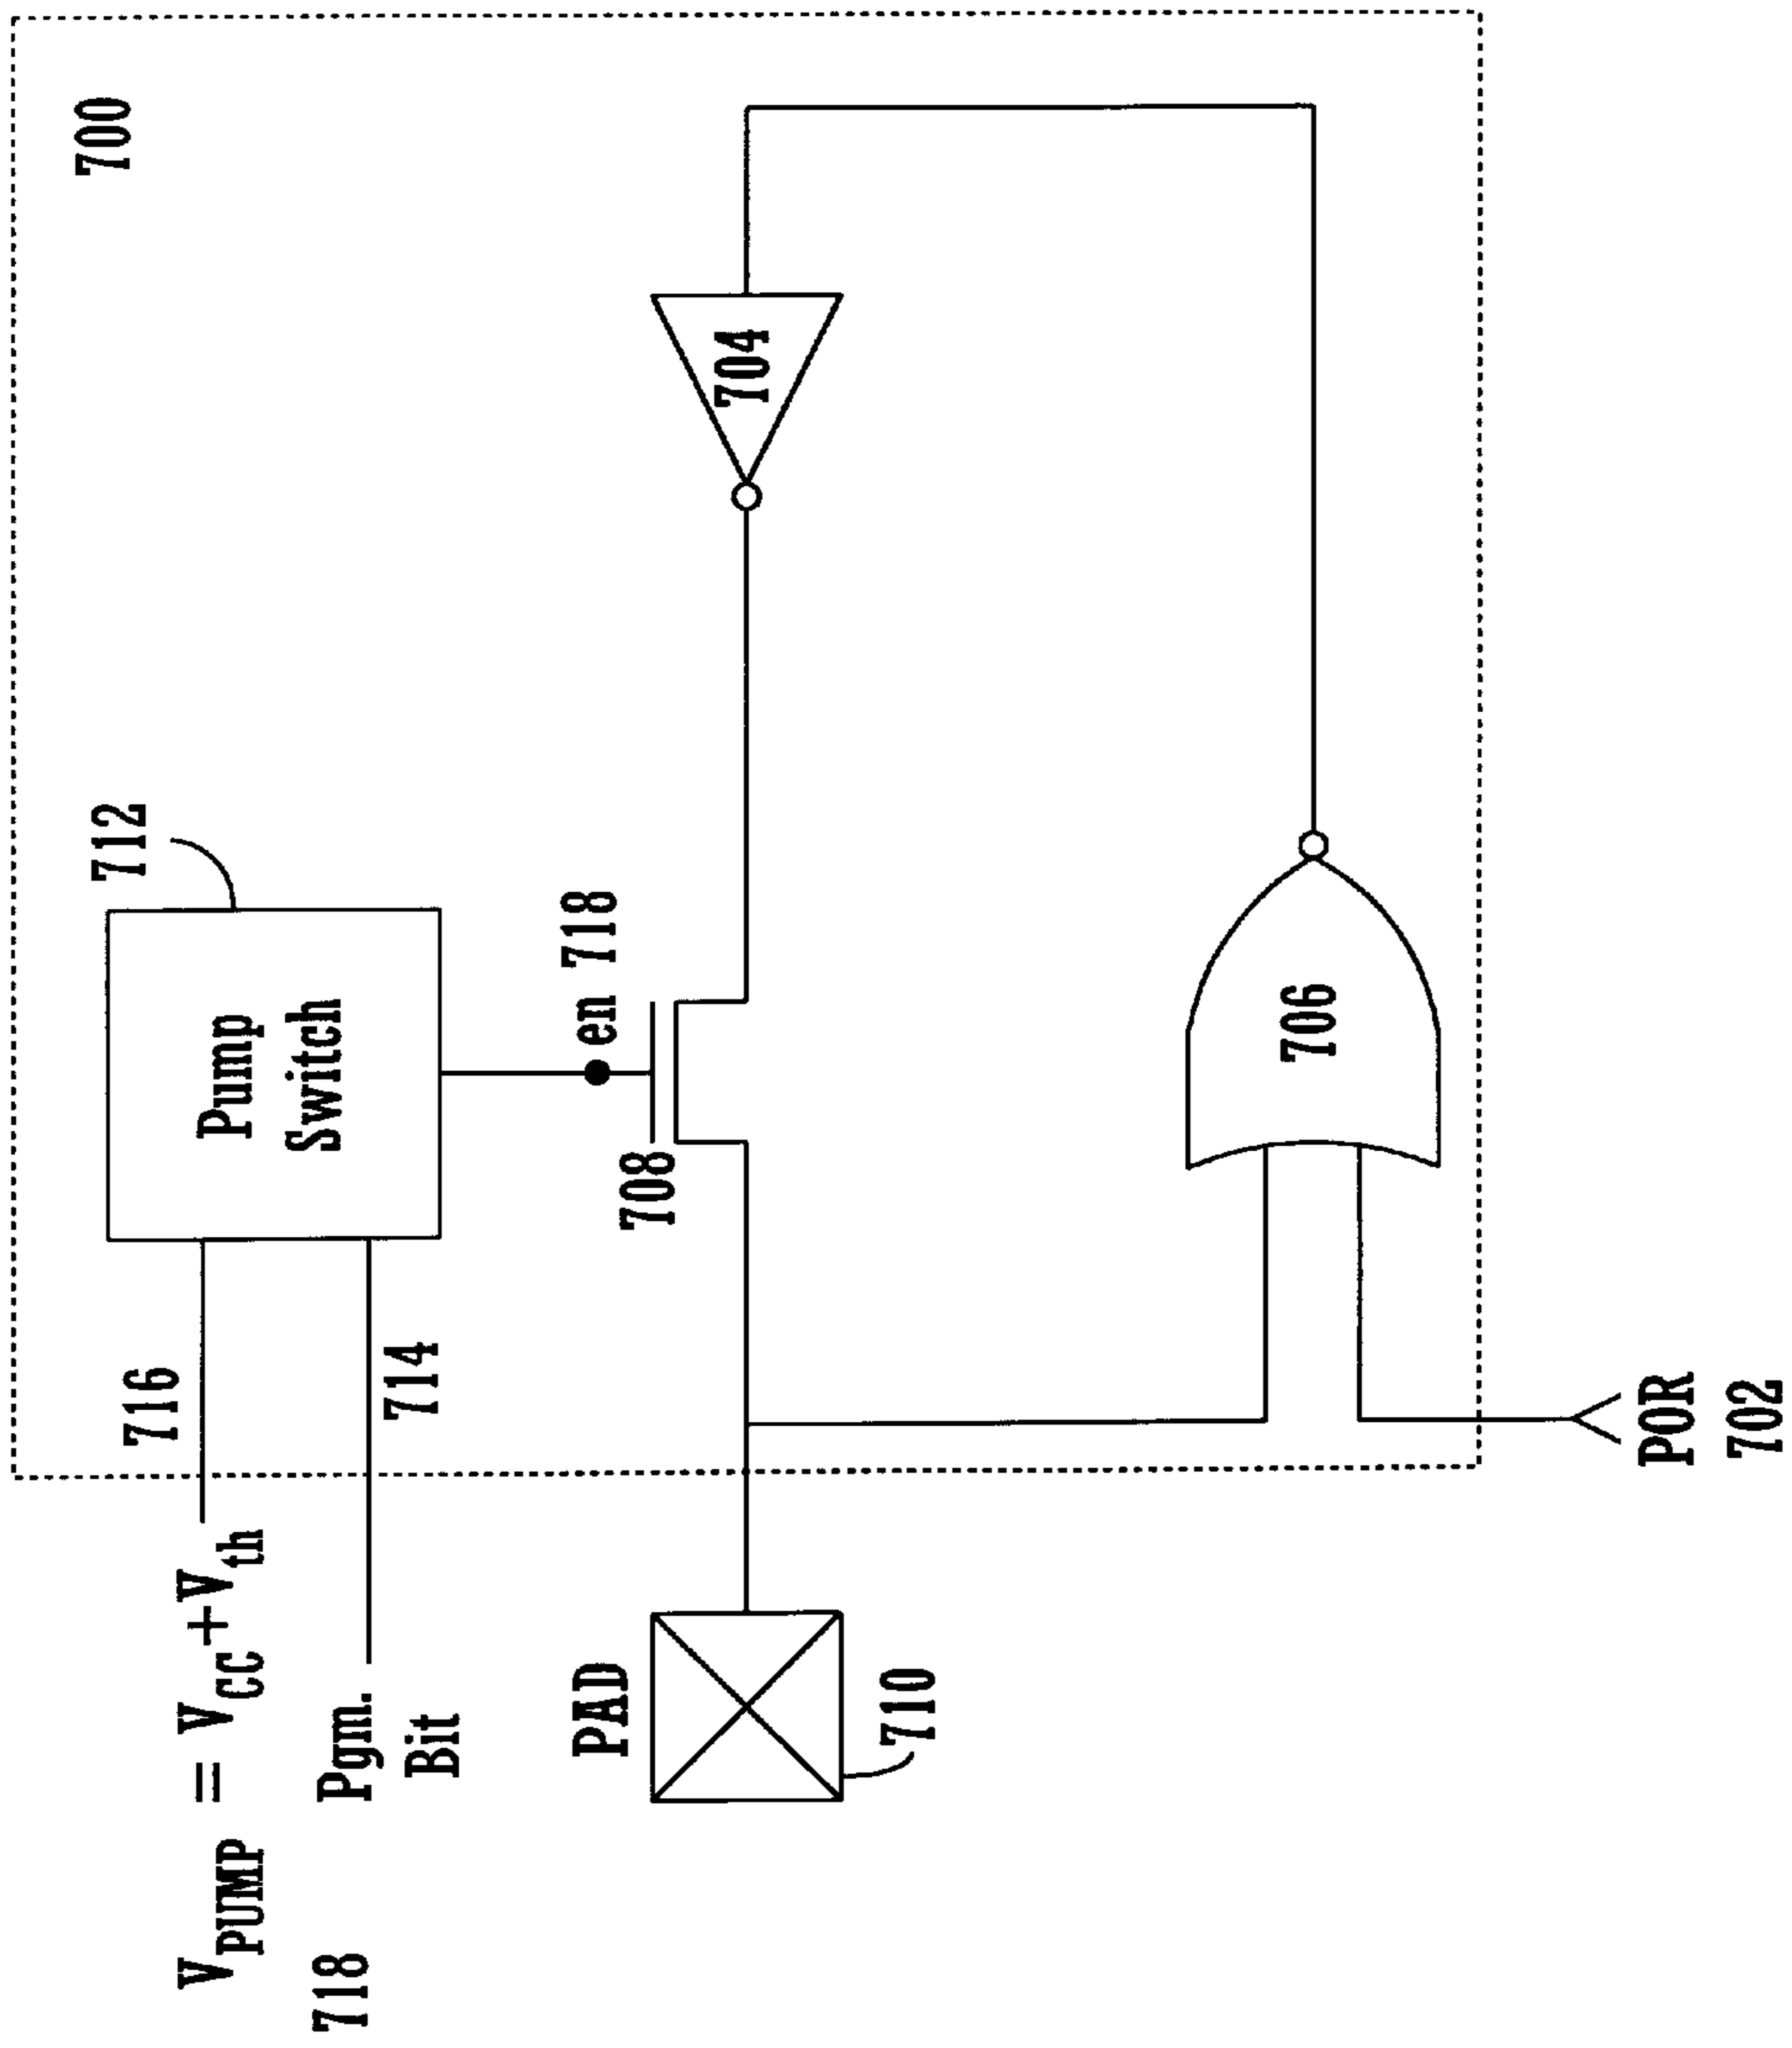 700
712
Pump
Switch
716
V_PUMP = V_CC + V_th
718 Pgm.
Bit
714
en 718
708
704
PAD
710
706
POR
702